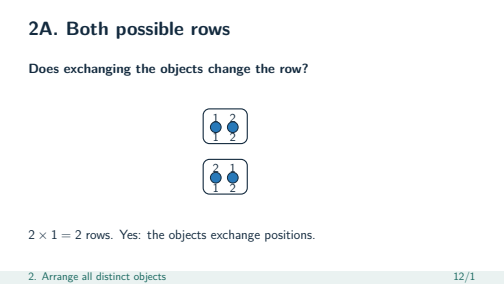 2A. Both possible rows
Does exchanging the objects change the row?
1 2
1 2
2 1
1 2
2 × 1 = 2 rows. Yes: the objects exchange positions.
2. Arrange all distinct objects
12/1